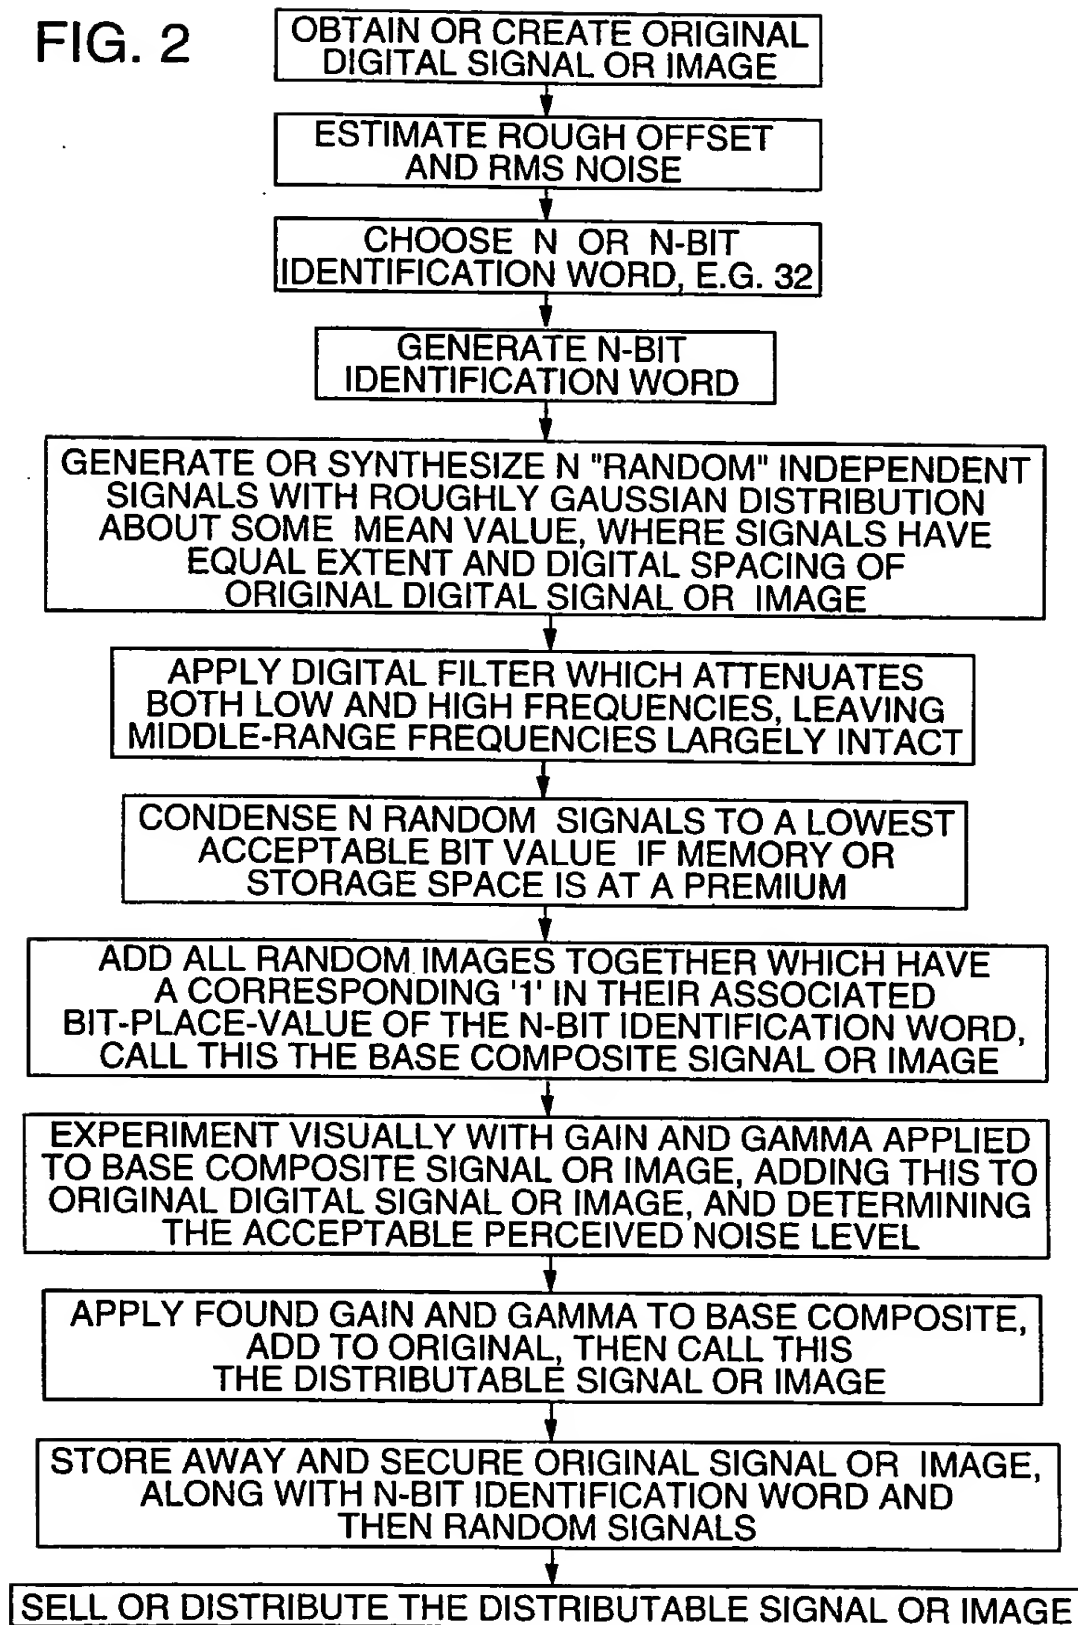 FIG. 2
OBTAIN OR CREATE ORIGINAL
DIGITAL SIGNAL OR IMAGE
ESTIMATE ROUGH OFFSET
AND RMS NOISE
CHOOSE N OR N-BIT
IDENTIFICATION WORD, E.G. 32
GENERATE N-BIT
IDENTIFICATION WORD
GENERATE OR SYNTHESIZE N "RANDOM" INDEPENDENT
SIGNALS WITH ROUGHLY GAUSSIAN DISTRIBUTION
ABOUT SOME MEAN VALUE, WHERE SIGNALS HAVE
EQUAL EXTENT AND DIGITAL SPACING OF
ORIGINAL DIGITAL SIGNAL OR IMAGE
APPLY DIGITAL FILTER WHICH ATTENUATES
BOTH LOW AND HIGH FREQUENCIES, LEAVING
MIDDLE-RANGE FREQUENCIES LARGELY INTACT
CONDENSE N RANDOM SIGNALS TO A LOWEST
ACCEPTABLE BIT VALUE IF MEMORY OR
STORAGE SPACE IS AT A PREMIUM
ADD ALL RANDOM IMAGES TOGETHER WHICH HAVE
A CORRESPONDING '1' IN THEIR ASSOCIATED
BIT-PLACE-VALUE OF THE N-BIT IDENTIFICATION WORD,
CALL THIS THE BASE COMPOSITE SIGNAL OR IMAGE
EXPERIMENT VISUALLY WITH GAIN AND GAMMA APPLIED
TO BASE COMPOSITE SIGNAL OR IMAGE, ADDING THIS TO
ORIGINAL DIGITAL SIGNAL OR IMAGE, AND DETERMINING
THE ACCEPTABLE PERCEIVED NOISE LEVEL
APPLY FOUND GAIN AND GAMMA TO BASE COMPOSITE,
ADD TO ORIGINAL, THEN CALL THIS
THE DISTRIBUTABLE SIGNAL OR IMAGE
STORE AWAY AND SECURE ORIGINAL SIGNAL OR IMAGE,
ALONG WITH N-BIT IDENTIFICATION WORD AND
THEN RANDOM SIGNALS
SELL OR DISTRIBUTE THE DISTRIBUTABLE SIGNAL OR IMAGE